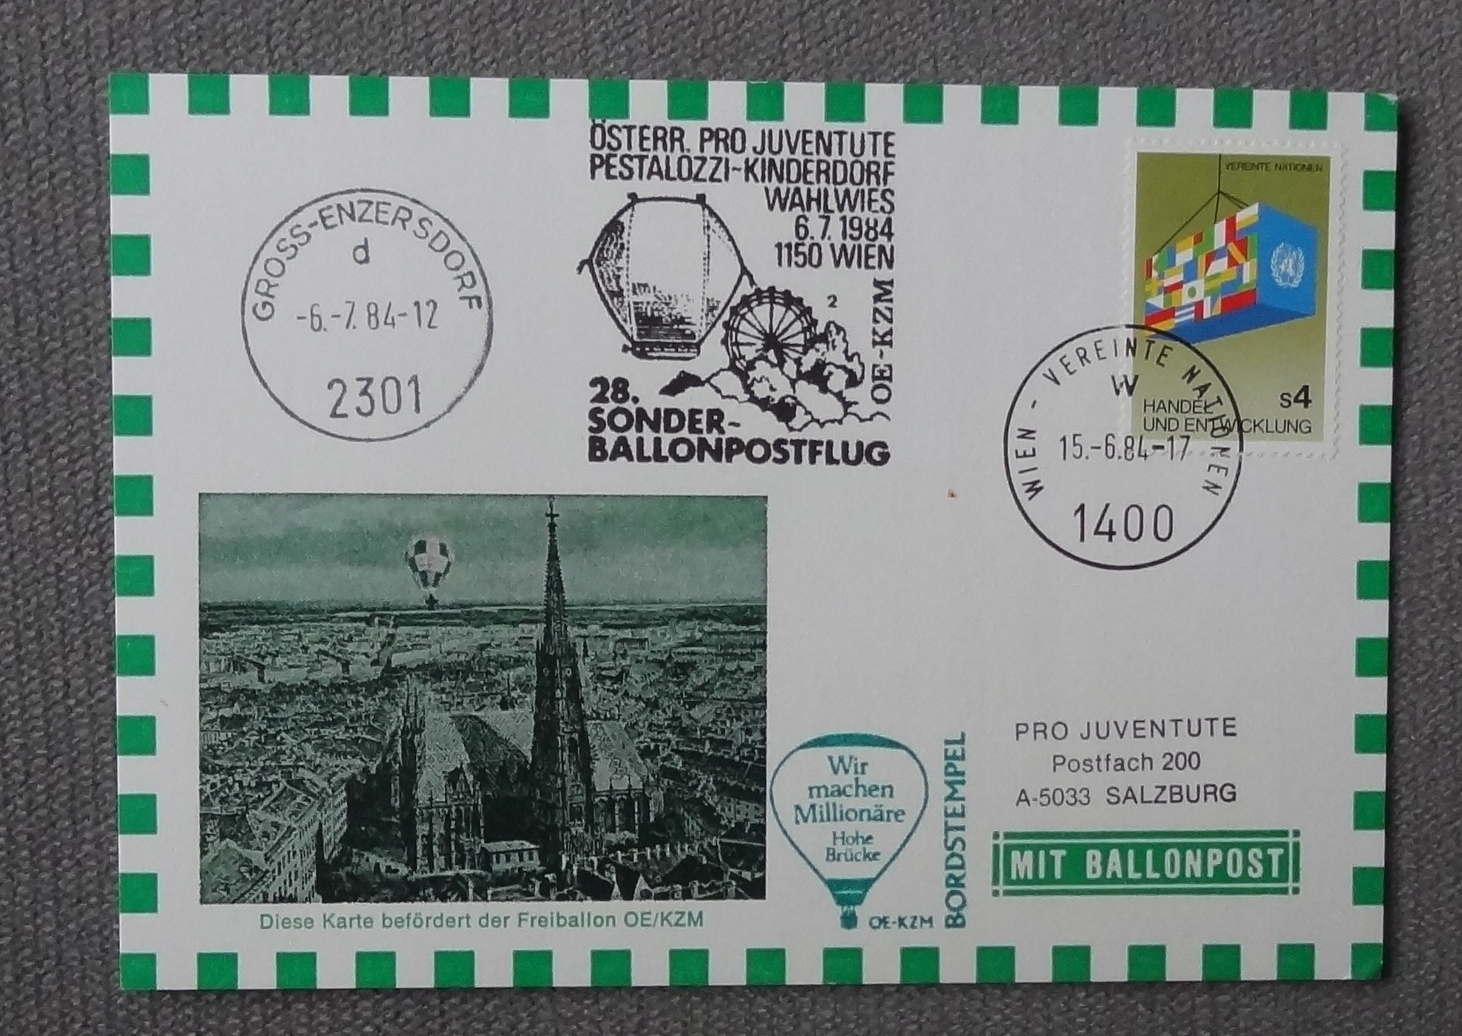 ÖSTERR. PRO JUVENTUTE
PESTALOZZI-KINDERDORF
WAHLWIES
6.7.1984
1150 WIEN
2
OE-KZM
28.
SONDER-
BALLONPOSTFLUG
GROSS-ENZERSDORF
d
-6.-7.84-12
2301
VEREINTE NATIONEN
s4
HANDEL
UND ENTWICKLUNG
WIEN - VEREINTE NATIONEN
W
15.-6.84-17
1400
Diese Karte befördert der Freiballon OE/KZM
Wir
machen
Millionäre
Hohe
Brücke
OE-KZM
BORDSTEMPEL
PRO JUVENTUTE
Postfach 200
A-5033 SALZBURG
MIT BALLONPOST